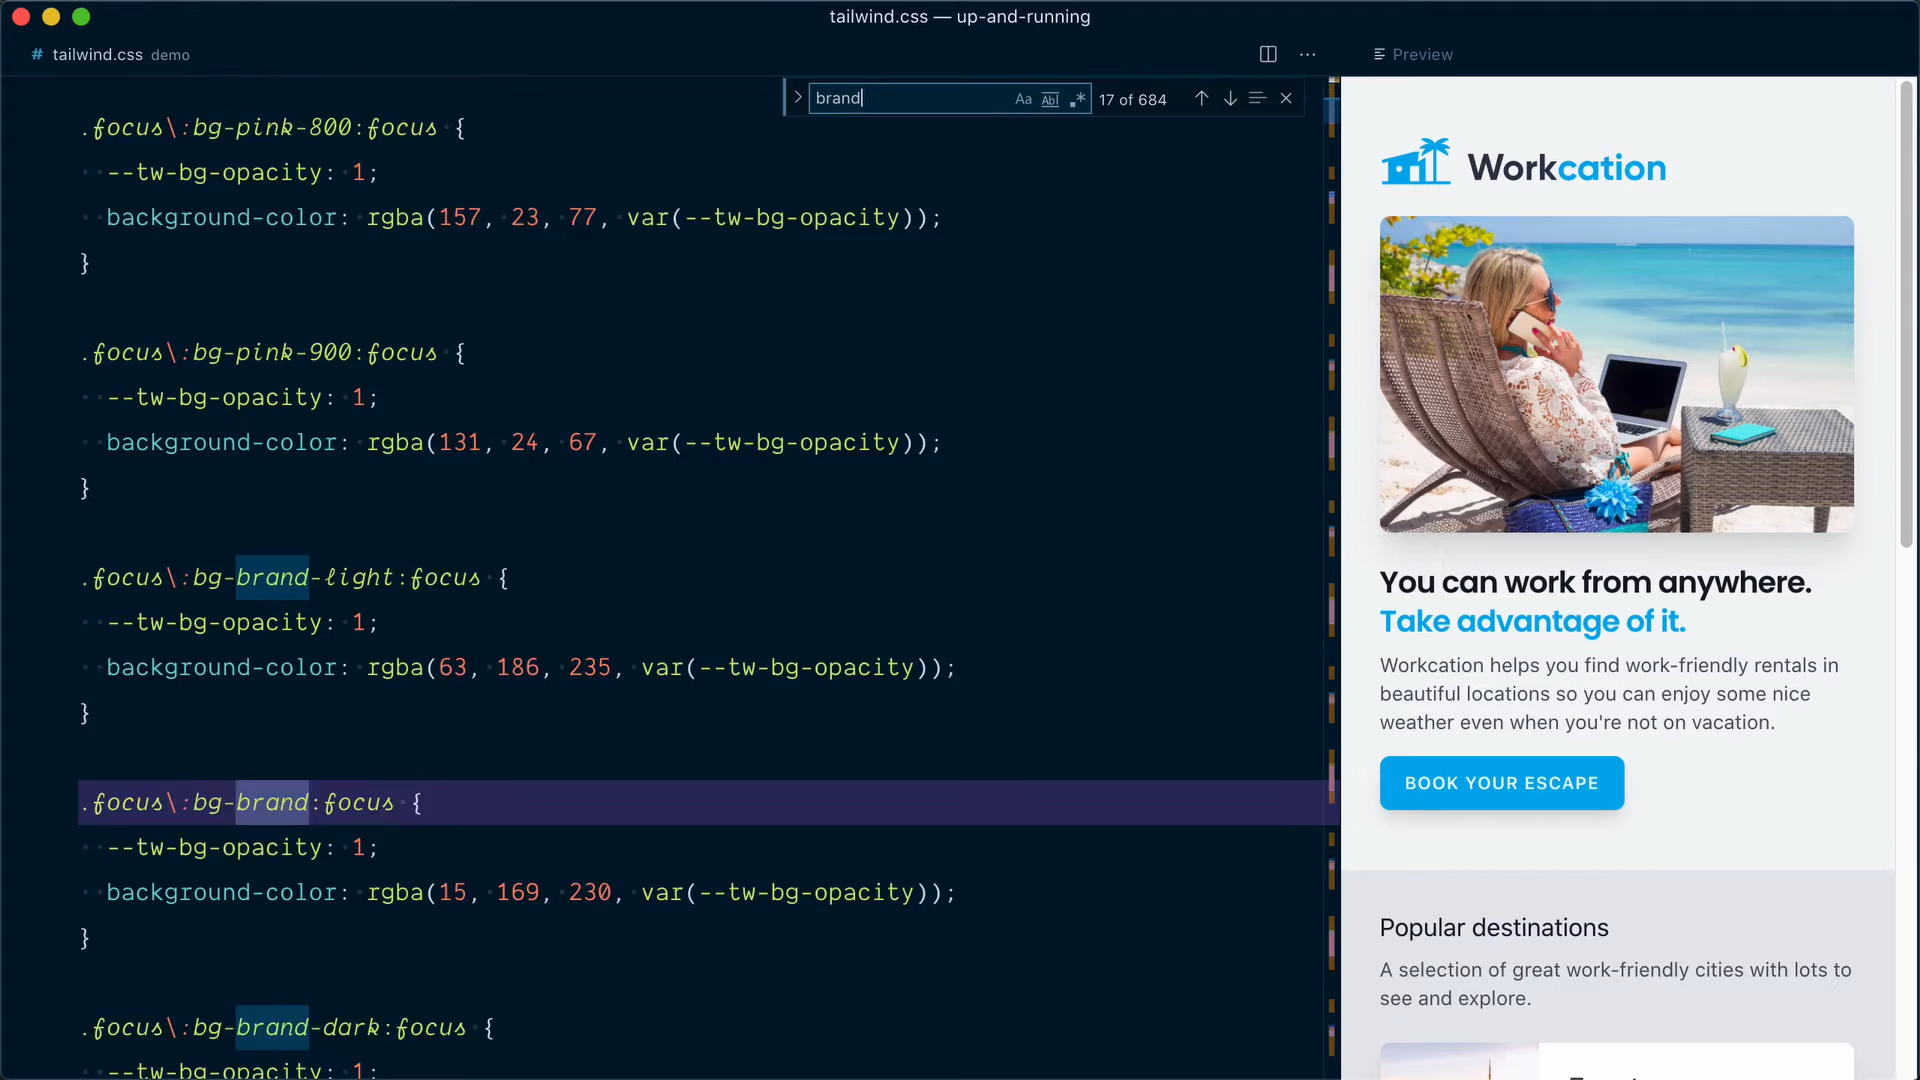 tailwind.css — up-and-running
# tailwind.css demo
Preview
brand
Aa Abl .* 17 of 684
.focus\:bg-pink-800:focus {
--tw-bg-opacity: 1;
background-color: rgba(157, 23, 77, var(--tw-bg-opacity));
}
.focus\:bg-pink-900:focus {
--tw-bg-opacity: 1;
background-color: rgba(131, 24, 67, var(--tw-bg-opacity));
}
.focus\:bg-brand-light:focus {
--tw-bg-opacity: 1;
background-color: rgba(63, 186, 235, var(--tw-bg-opacity));
}
.focus\:bg-brand:focus {
--tw-bg-opacity: 1;
background-color: rgba(15, 169, 230, var(--tw-bg-opacity));
}
.focus\:bg-brand-dark:focus {
--tw-bg-opacity: 1;
Workcation
You can work from anywhere.
Take advantage of it.
Workcation helps you find work-friendly rentals in
beautiful locations so you can enjoy some nice
weather even when you're not on vacation.
BOOK YOUR ESCAPE
Popular destinations
A selection of great work-friendly cities with lots to
see and explore.